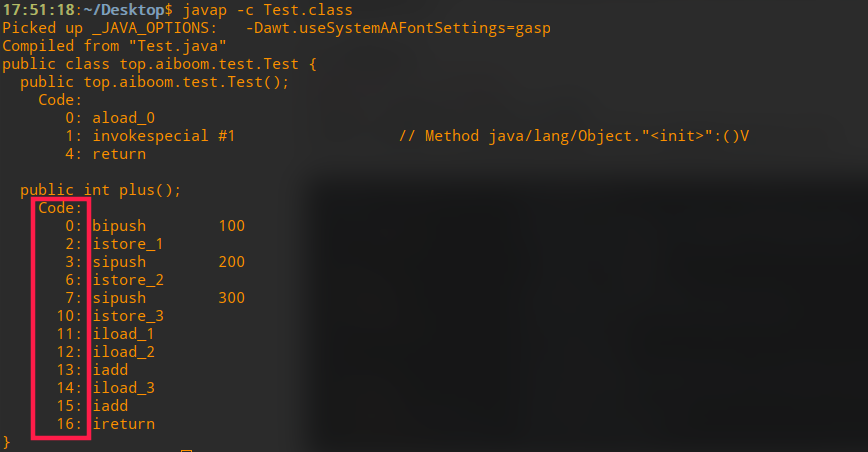 17:51:18:~/Desktop$ javap -c Test.class
Picked up _JAVA_OPTIONS:   -Dawt.useSystemAAFontSettings=gasp
Compiled from "Test.java"
public class top.aiboom.test.Test {
  public top.aiboom.test.Test();
    Code:
       0: aload_0
       1: invokespecial #1                  // Method java/lang/Object."<init>":()V
       4: return

  public int plus();
    Code:
       0: bipush        100
       2: istore_1
       3: sipush        200
       6: istore_2
       7: sipush        300
      10: istore_3
      11: iload_1
      12: iload_2
      13: iadd
      14: iload_3
      15: iadd
      16: ireturn
}